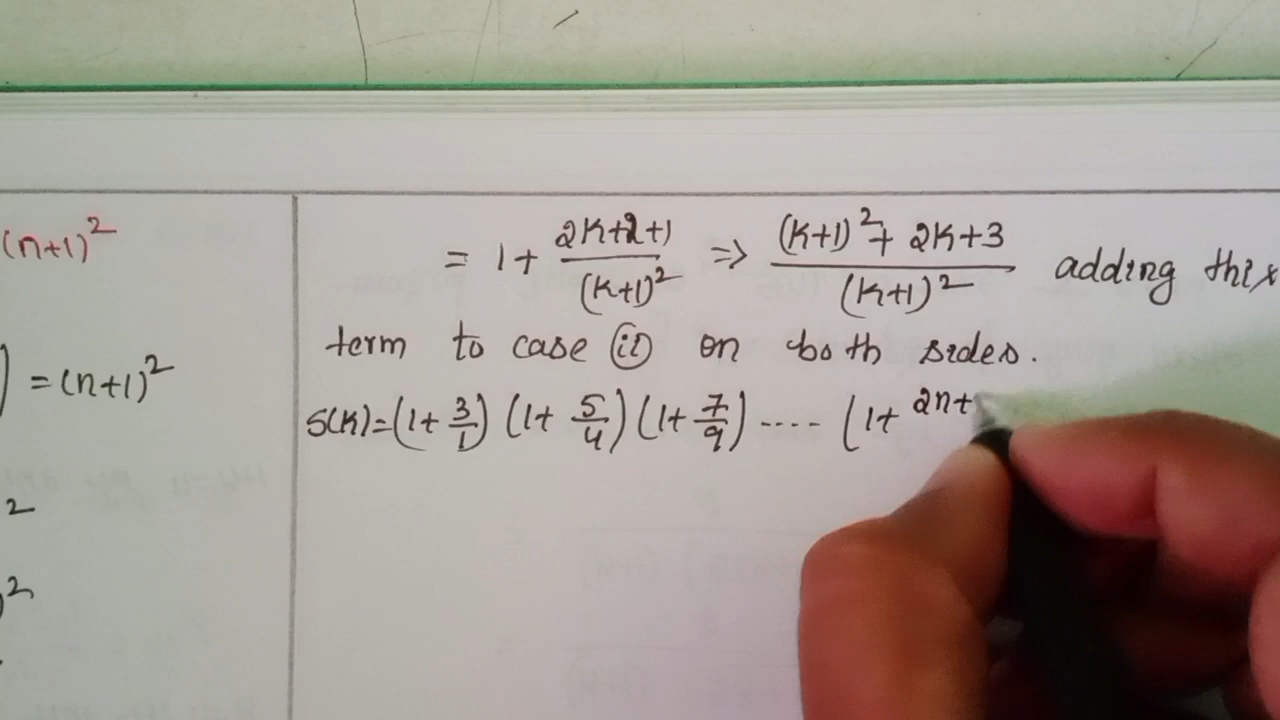 (n+1)²
= 1 + (2k+2+1)/(k+1)² => ((k+1)² + 2k+3)/(k+1)² adding this
term to case (ii) on both sides.
) = (n+1)²
S(k) = (1 + 3/1) (1 + 5/4) (1 + 7/9) ---- (1 + 2n+
2
)²